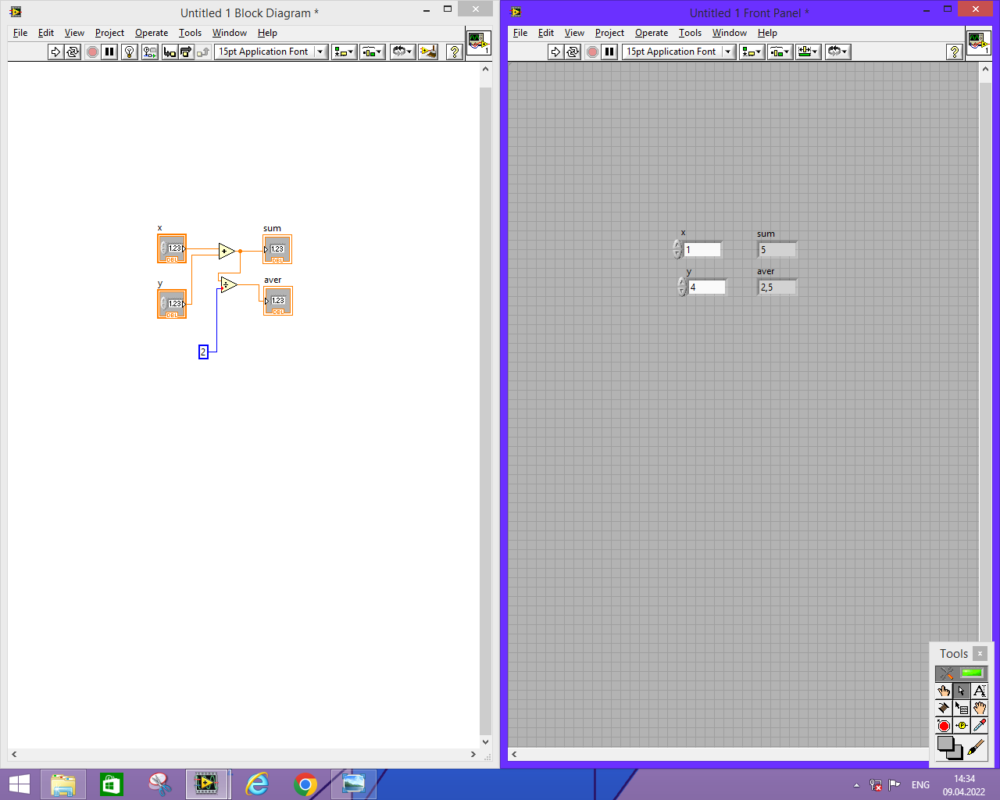 Untitled 1 Block Diagram *
File Edit View Project Operate Tools Window Help
15pt Application Font
?
1
x
1.23
DBL
sum
1.23
DBL
+
y
1.23
DBL
aver
1.23
DBL
÷
2
Untitled 1 Front Panel *
File Edit View Project Operate Tools Window Help
15pt Application Font
?
1
x
1
sum
5
y
4
aver
2,5
Tools
x
A
P
ENG
14:34
09.04.2022